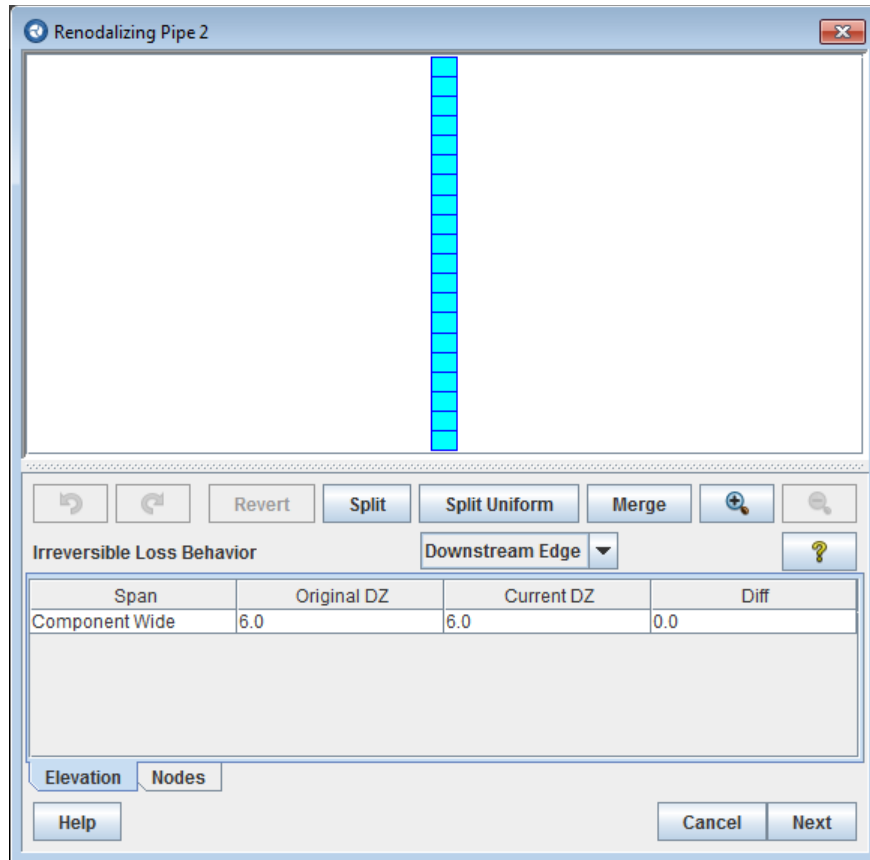 Renodalizing Pipe 2
Revert Split Split Uniform Merge
Irreversible Loss Behavior Downstream Edge ?
Span Original DZ Current DZ Diff
Component Wide 6.0 6.0 0.0
Elevation Nodes
Help Cancel Next